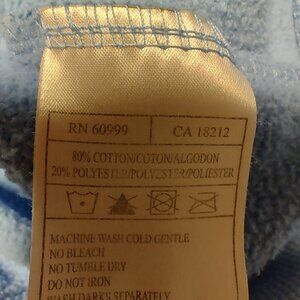 RN 60999 CA 18212
80% COTTON/COTON/ALGODON
20% POLYESTER/POLYESTER/POLIESTER
MACHINE WASH COLD GENTLE
NO BLEACH
NO TUMBLE DRY
DO NOT IRON
WASH DARKS SEPARATELY